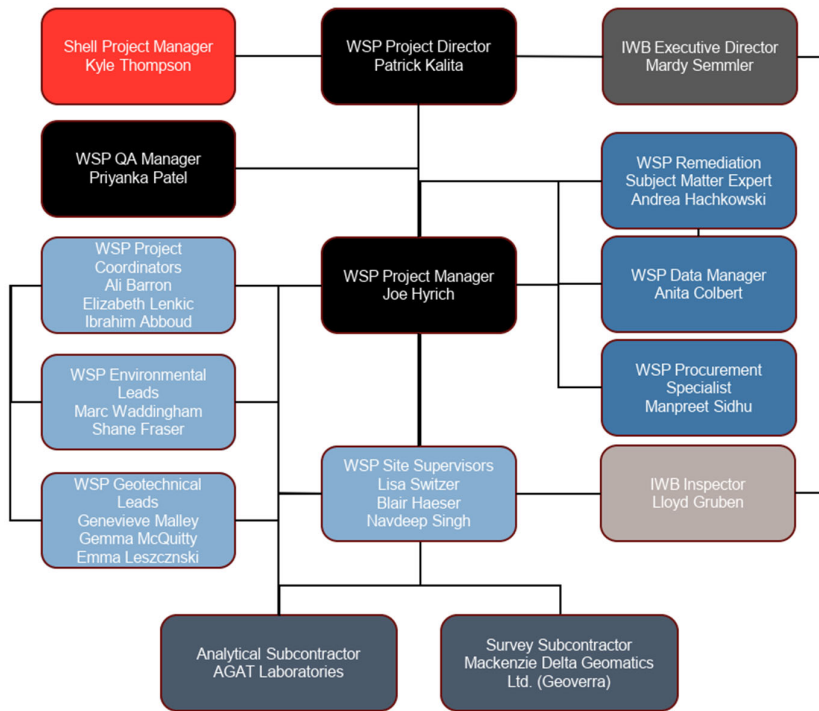 Shell Project Manager
Kyle Thompson
WSP Project Director
Patrick Kalita
IWB Executive Director
Mardy Semmler
WSP QA Manager
Priyanka Patel
WSP Remediation
Subject Matter Expert
Andrea Hachkowski
WSP Project
Coordinators
Ali Barron
Elizabeth Lenkic
Ibrahim Abboud
WSP Project Manager
Joe Hyrich
WSP Data Manager
Anita Colbert
WSP Environmental
Leads
Marc Waddingham
Shane Fraser
WSP Procurement
Specialist
Manpreet Sidhu
WSP Geotechnical
Leads
Genevieve Malley
Gemma McQuitty
Emma Leszcznski
WSP Site Supervisors
Lisa Switzer
Blair Haeser
Navdeep Singh
IWB Inspector
Lloyd Gruben
Analytical Subcontractor
AGAT Laboratories
Survey Subcontractor
Mackenzie Delta Geomatics
Ltd. (Geoverra)